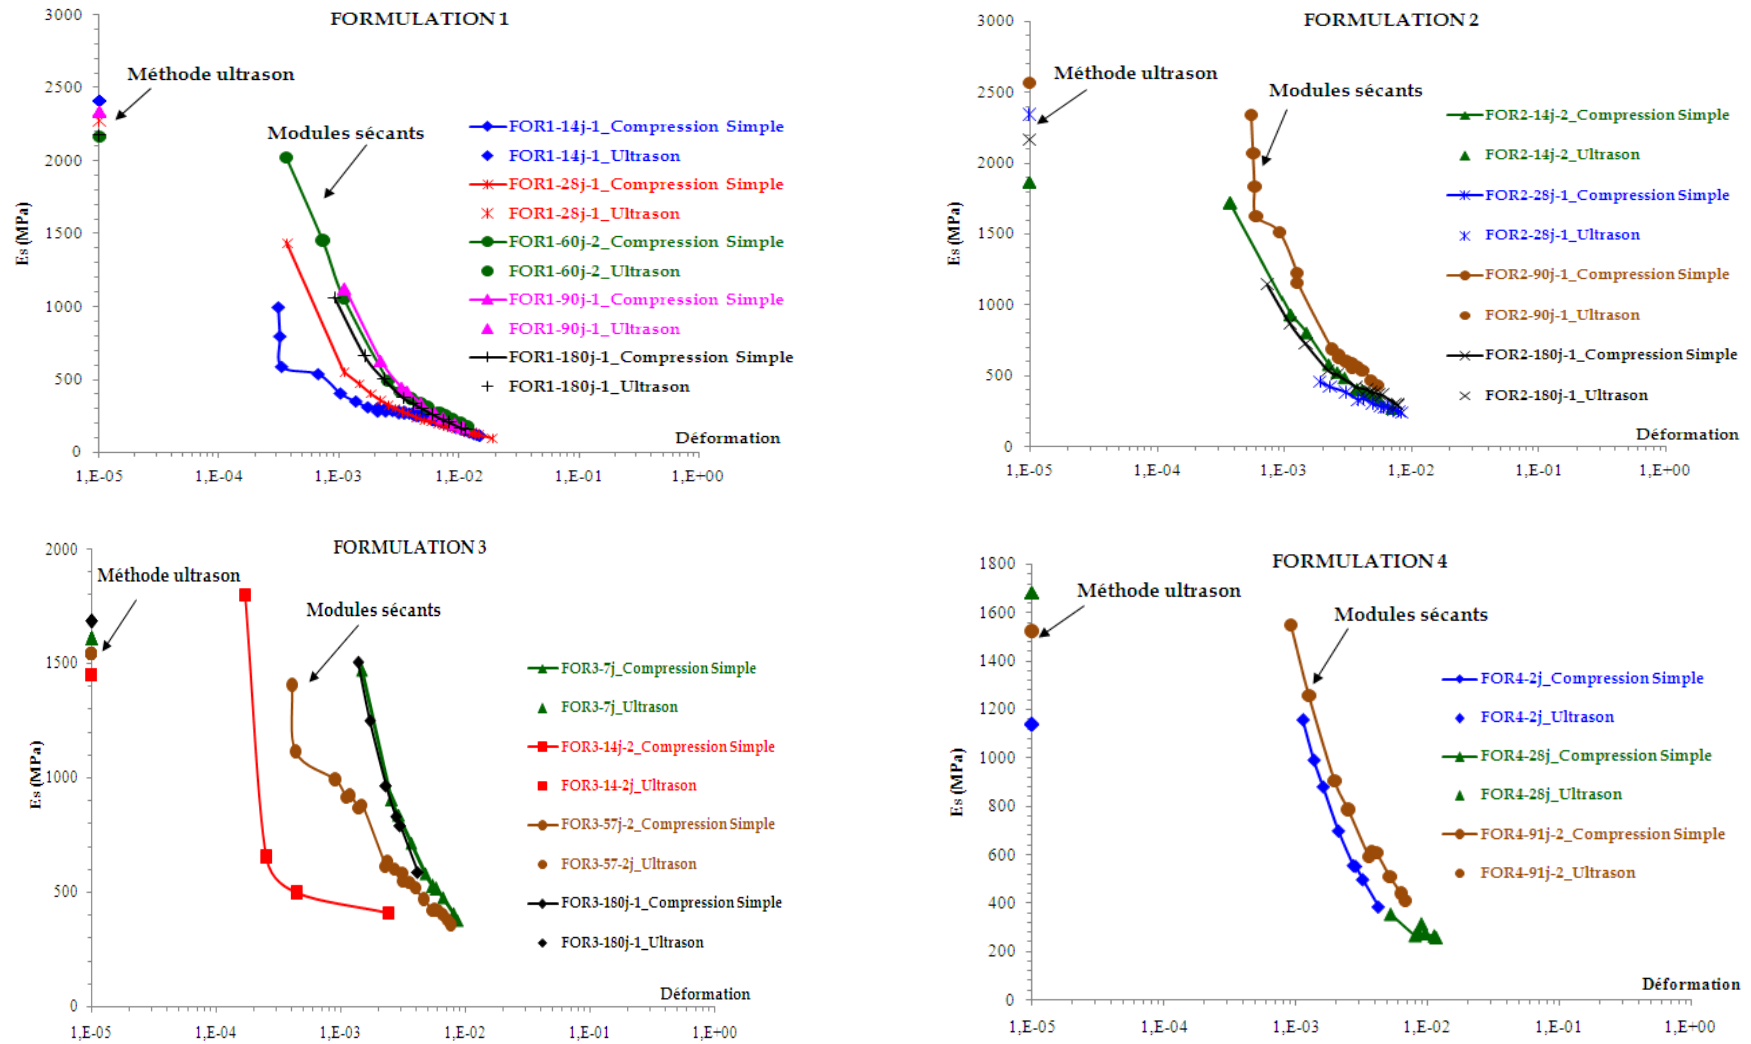 FORMULATION 1
3000
2500
2000
1500
1000
500
0
Es (MPa)
Méthode ultrason
Modules sécants
FOR1-14j-1_Compression Simple
FOR1-14j-1_Ultrason
FOR1-28j-1_Compression Simple
FOR1-28j-1_Ultrason
FOR1-60j-2_Compression Simple
FOR1-60j-2_Ultrason
FOR1-90j-1_Compression Simple
FOR1-90j-1_Ultrason
FOR1-180j-1_Compression Simple
FOR1-180j-1_Ultrason
Déformation
1,E-05 1,E-04 1,E-03 1,E-02 1,E-01 1,E+00
FORMULATION 2
3000
2500
2000
1500
1000
500
0
Es (MPa)
Méthode ultrason
Modules sécants
FOR2-14j-2_Compression Simple
FOR2-14j-2_Ultrason
FOR2-28j-1_Compression Simple
FOR2-28j-1_Ultrason
FOR2-90j-1_Compression Simple
FOR2-90j-1_Ultrason
FOR2-180j-1_Compression Simple
FOR2-180j-1_Ultrason
Déformation
1,E-05 1,E-04 1,E-03 1,E-02 1,E-01 1,E+00
FORMULATION 3
2000
1500
1000
500
0
Es (MPa)
Méthode ultrason
Modules sécants
FOR3-7j_Compression Simple
FOR3-7j_Ultrason
FOR3-14j-2_Compression Simple
FOR3-14-2j_Ultrason
FOR3-57j-2_Compression Simple
FOR3-57-2j_Ultrason
FOR3-180j-1_Compression Simple
FOR3-180j-1_Ultrason
Déformation
1,E-05 1,E-04 1,E-03 1,E-02 1,E-01 1,E+00
FORMULATION 4
1800
1600
1400
1200
1000
800
600
400
200
0
Es (MPa)
Méthode ultrason
Modules sécants
FOR4-2j_Compression Simple
FOR4-2j_Ultrason
FOR4-28j_Compression Simple
FOR4-28j_Ultrason
FOR4-91j-2_Compression Simple
FOR4-91j-2_Ultrason
Déformation
1,E-05 1,E-04 1,E-03 1,E-02 1,E-01 1,E+00